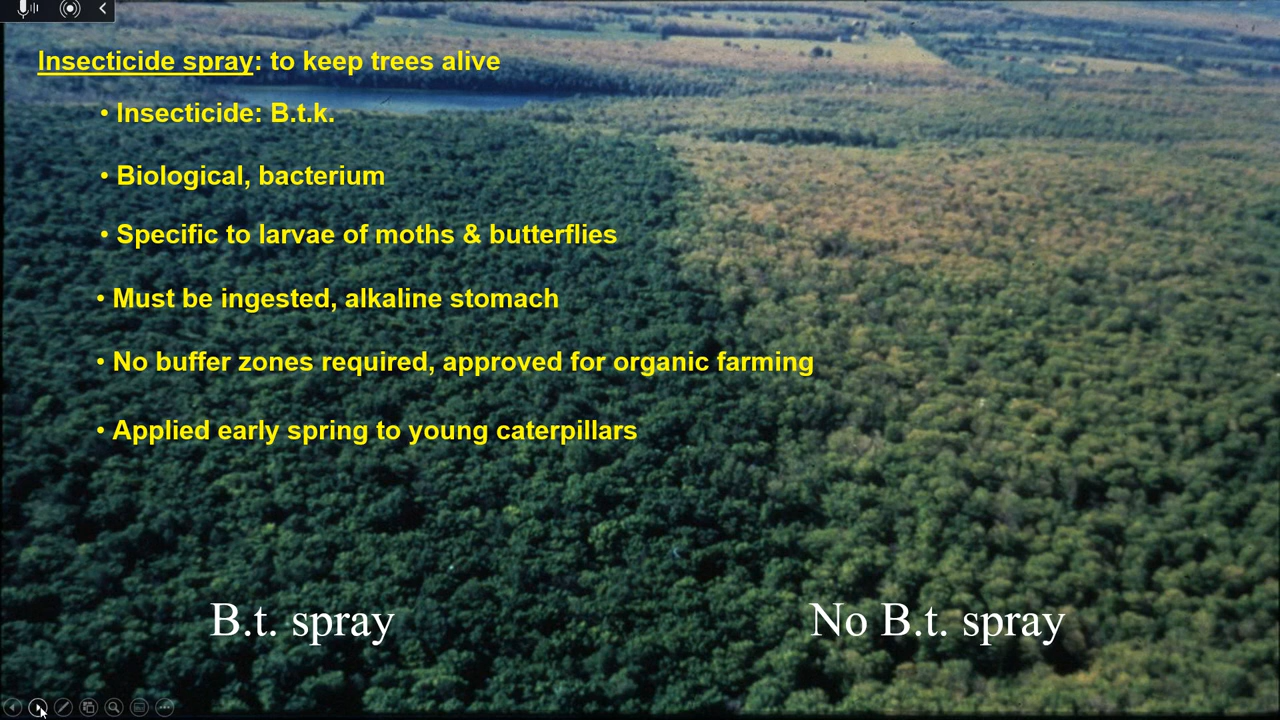 Insecticide spray: to keep trees alive
• Insecticide: B.t.k.
• Biological, bacterium
• Specific to larvae of moths & butterflies
• Must be ingested, alkaline stomach
• No buffer zones required, approved for organic farming
• Applied early spring to young caterpillars
B.t. spray
No B.t. spray